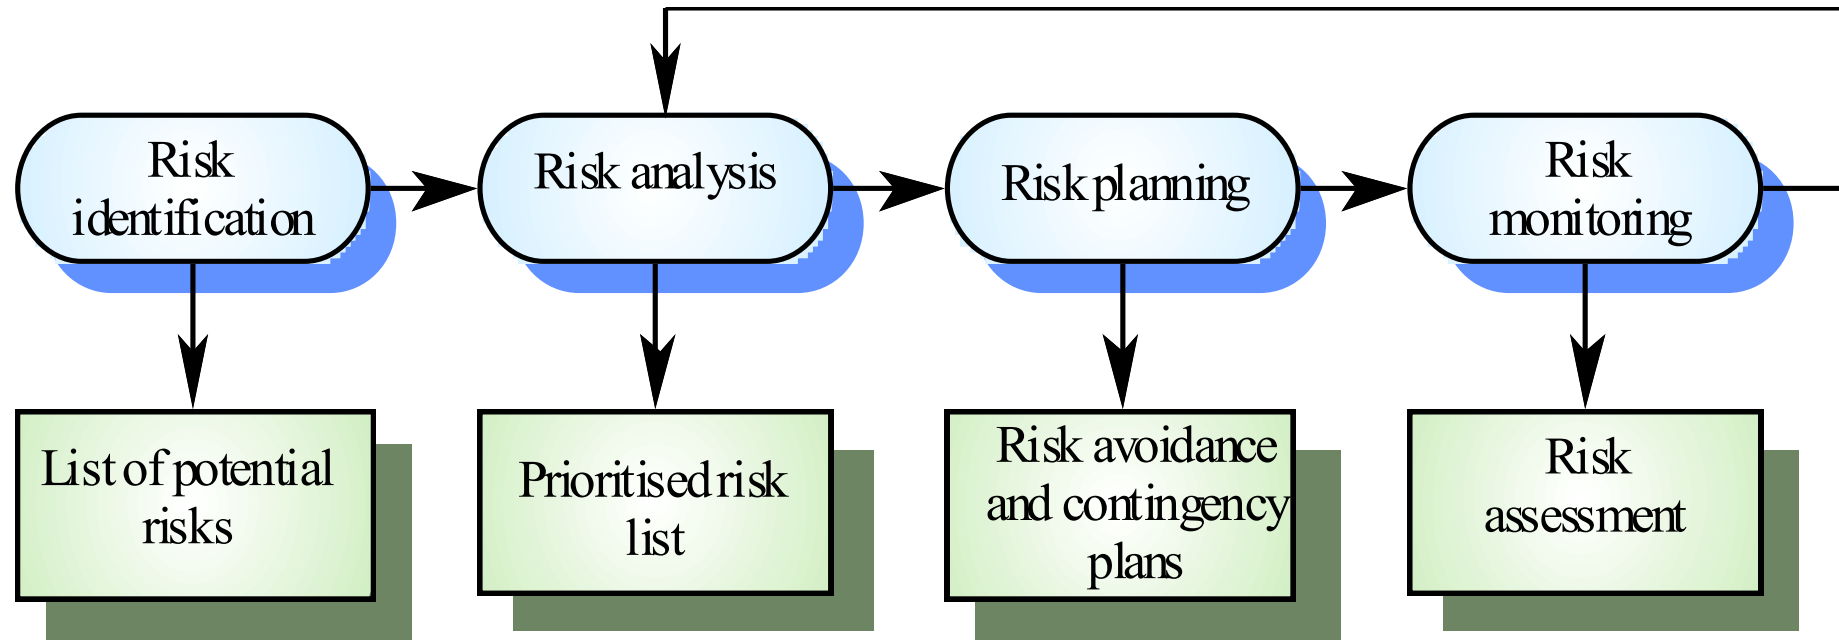 Risk
identification
Risk analysis
Risk planning
Risk
monitoring
List of potential
risks
Prioritised risk
list
Risk avoidance
and contingency
plans
Risk
assessment